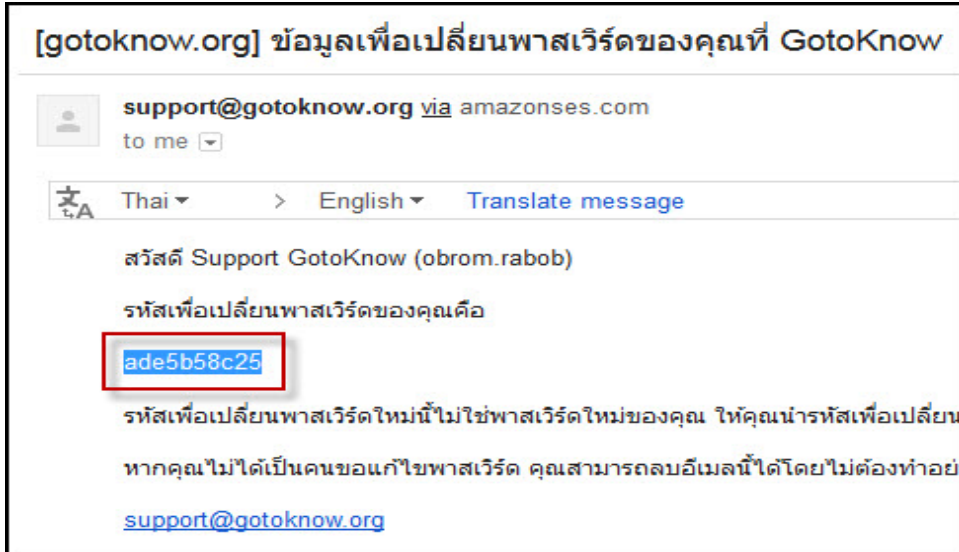 [gotoknow.org] ข้อมูลเพื่อเปลี่ยนพาสเวิร์ดของคุณที่ GotoKnow
support@gotoknow.org via amazonses.com
to me
Thai > English Translate message
สวัสดี Support GotoKnow (obrom.rabob)
รหัสเพื่อเปลี่ยนพาสเวิร์ดของคุณคือ
ade5b58c25
รหัสเพื่อเปลี่ยนพาสเวิร์ดใหม่นี้ไม่ใช่พาสเวิร์ดใหม่ของคุณ ให้คุณนำรหัสเพื่อเปลี่ยน
หากคุณไม่ได้เป็นคนขอแก้ไขพาสเวิร์ด คุณสามารถลบอีเมลนี้ได้โดยไม่ต้องทำอย่
support@gotoknow.org